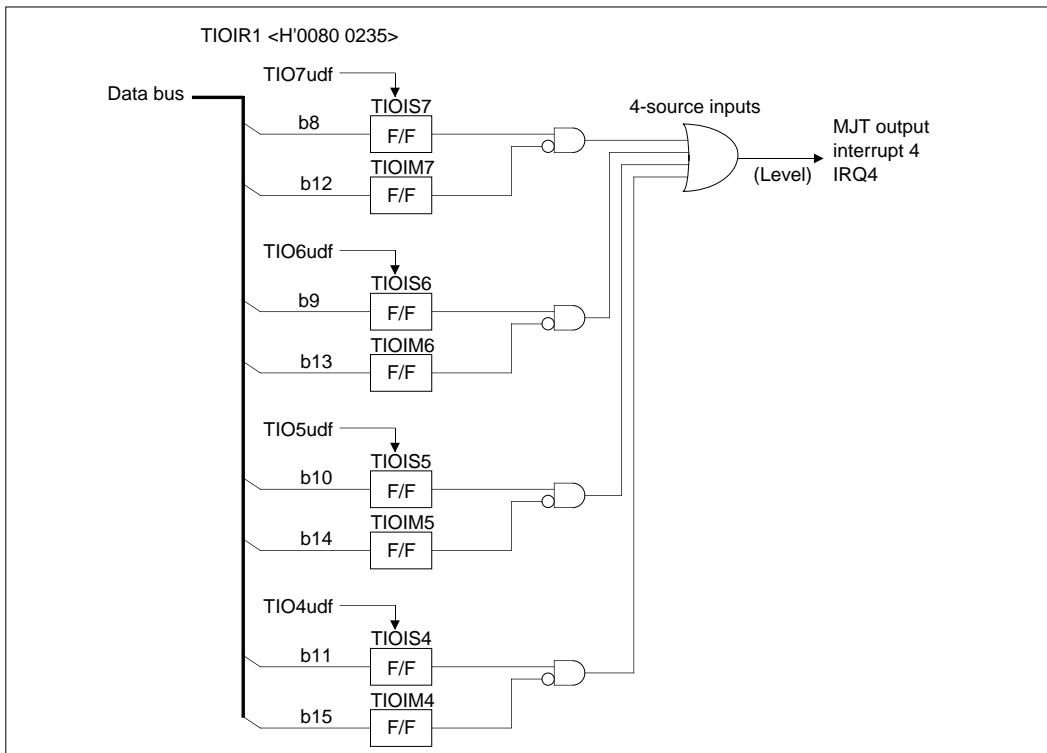 TIOIR1 <H'0080 0235>
TIO7udf
Data bus
TIOIS7
4-source inputs
b8
F/F
MJT output
interrupt 4
IRQ4
(Level)
TIOIM7
b12
F/F
TIO6udf
TIOIS6
b9
F/F
TIOIM6
b13
F/F
TIO5udf
TIOIS5
b10
F/F
TIOIM5
b14
F/F
TIO4udf
TIOIS4
b11
F/F
TIOIM4
b15
F/F